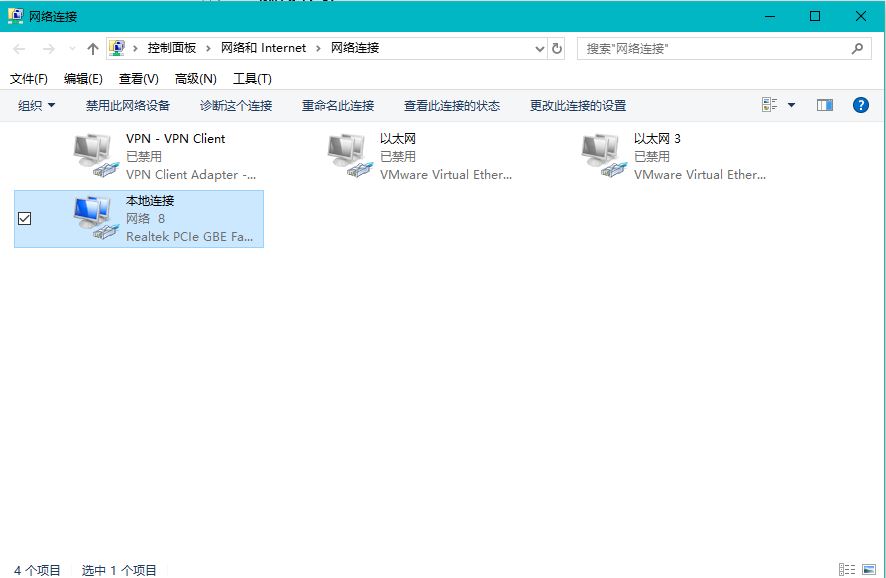 网络连接
控制面板 › 网络和 Internet › 网络连接
搜索"网络连接"
文件(F) 编辑(E) 查看(V) 高级(N) 工具(T)
组织 禁用此网络设备 诊断这个连接 重命名此连接 查看此连接的状态 更改此连接的设置
VPN - VPN Client
已禁用
VPN Client Adapter -...
以太网
已禁用
VMware Virtual Ether...
以太网 3
已禁用
VMware Virtual Ether...
本地连接
网络 8
Realtek PCIe GBE Fa...
4 个项目 选中 1 个项目